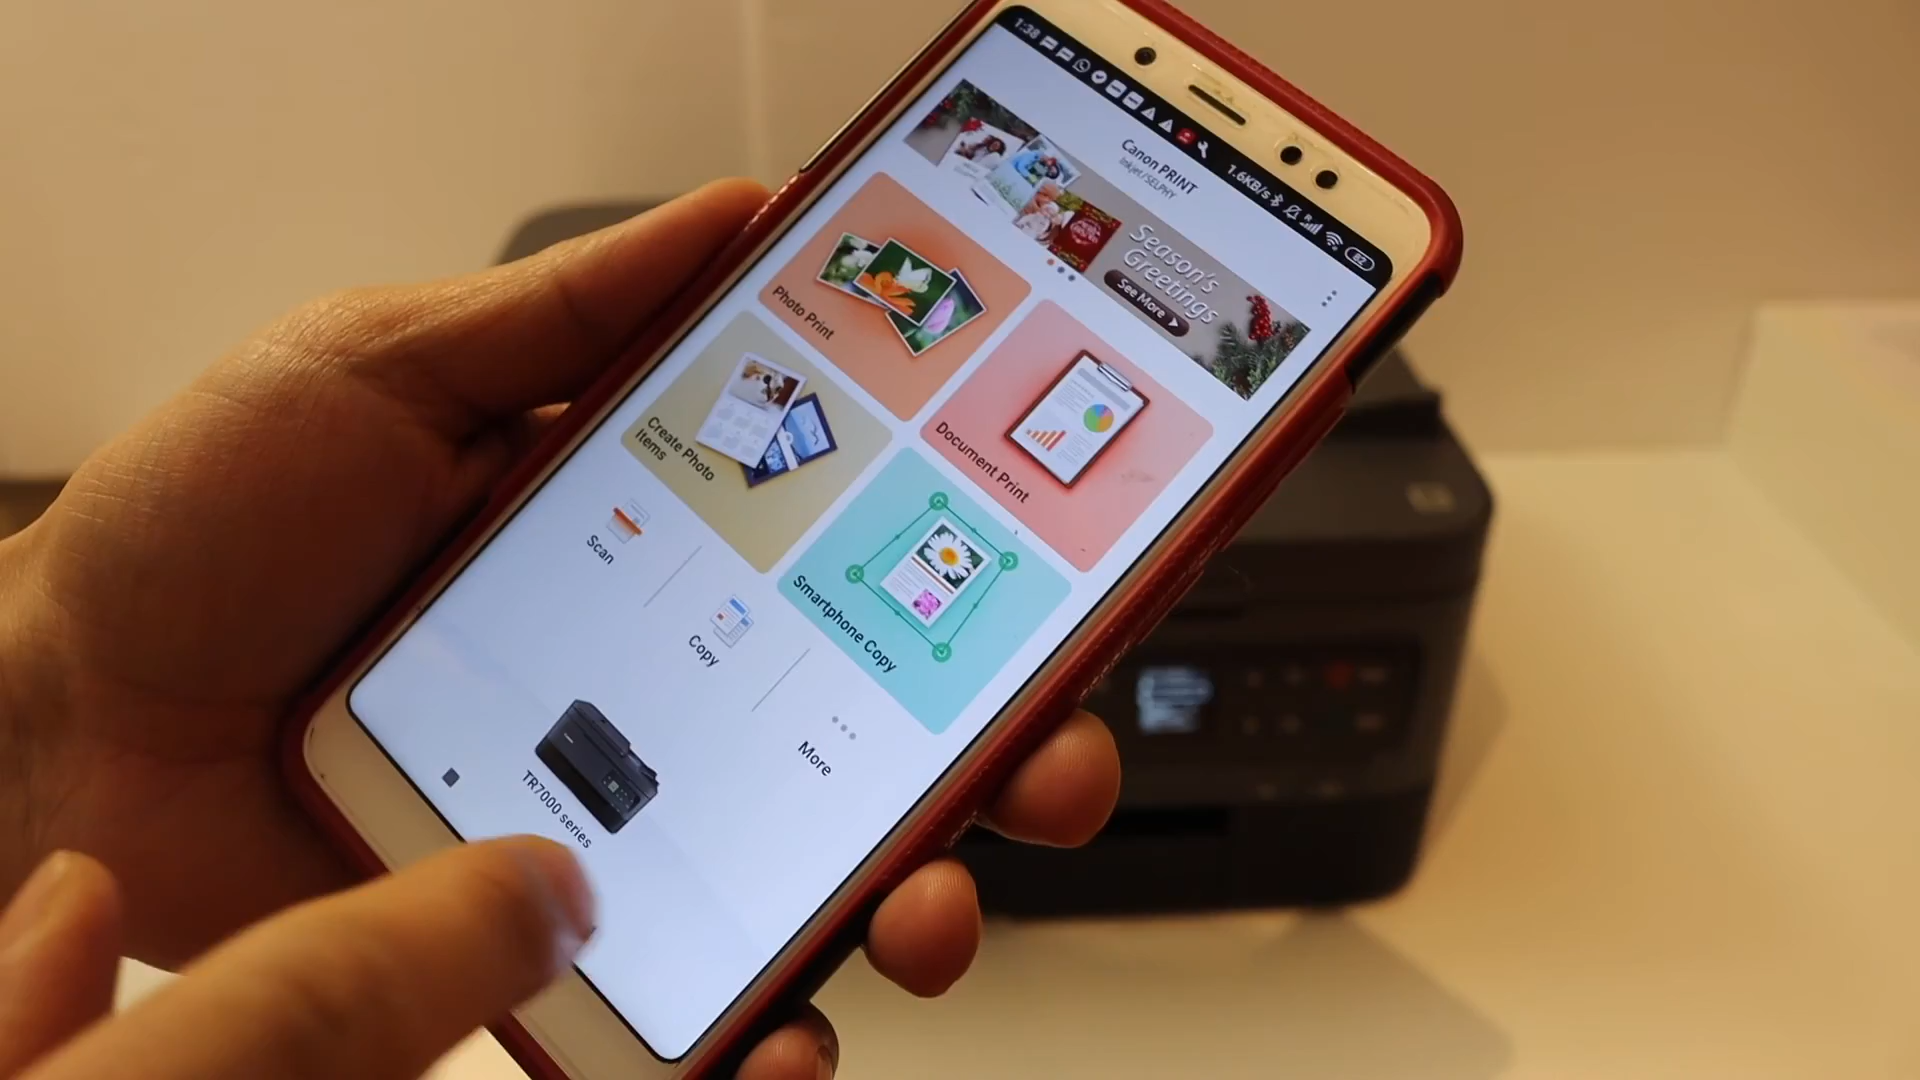 1:38
1.6KB/s
R
82
Canon PRINT
Inkjet/SELPHY
Season's
Greetings
See More
Photo Print
Document Print
Create Photo
Items
Smartphone Copy
Scan
Copy
More
TR7000 series